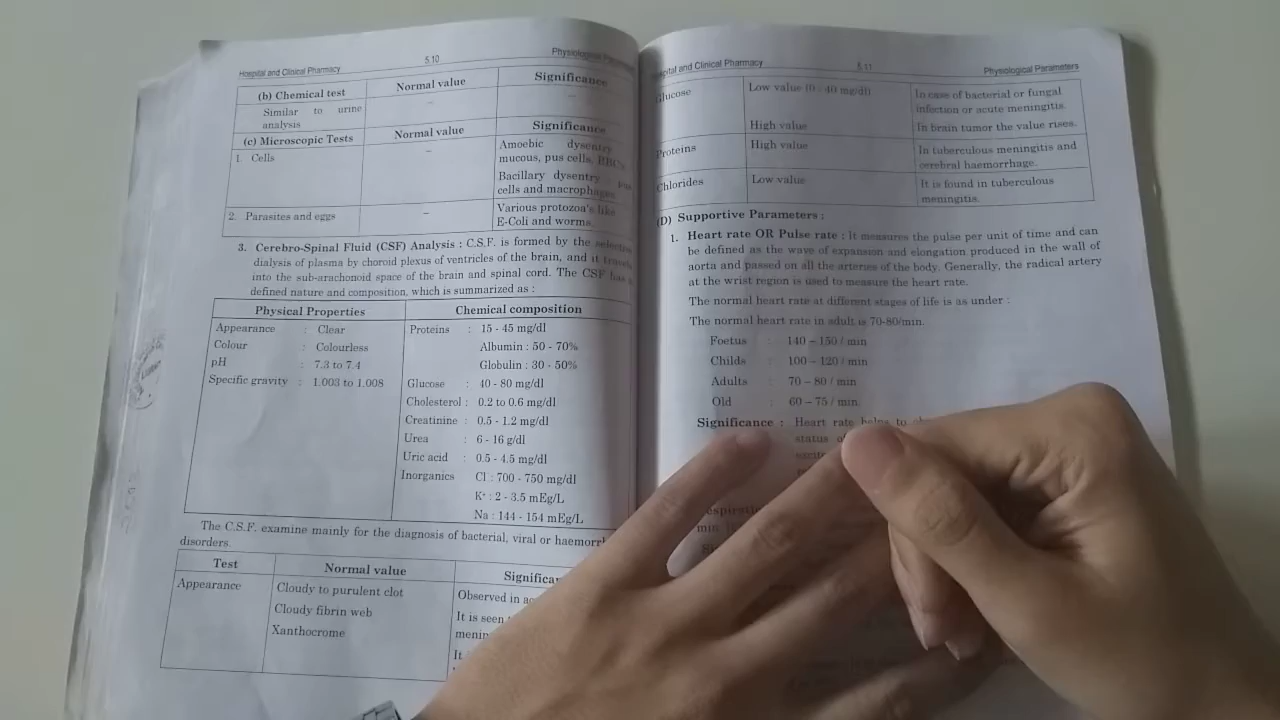 Hospital and Clinical Pharmacy 5.10 Physiological
(b) Chemical test Normal value Significance
Similar to urine analysis – –
(c) Microscopic Tests Normal value Significance
1. Cells – Amoebic dysentry
mucous, pus cells, RBC's
Bacillary dysentry
cells and macrophages
2. Parasites and eggs – Various protozoa's like
E-Coli and worms.
3. Cerebro-Spinal Fluid (CSF) Analysis : C.S.F. is formed by the selective
dialysis of plasma by choroid plexus of ventricles of the brain, and it travels
into the sub-arachonoid space of the brain and spinal cord. The CSF has
defined nature and composition, which is summarized as :
Physical Properties Chemical composition
Appearance : Clear Proteins : 15 - 45 mg/dl
Colour : Colourless Albumin : 50 - 70%
pH : 7.3 to 7.4 Globulin : 30 - 50%
Specific gravity : 1.003 to 1.008 Glucose : 40 - 80 mg/dl
Cholesterol : 0.2 to 0.6 mg/dl
Creatinine : 0.5 - 1.2 mg/dl
Urea : 6 - 16 g/dl
Uric acid : 0.5 - 4.5 mg/dl
Inorganics Cl : 700 - 750 mg/dl
K+ : 2 - 3.5 mEg/L
Na : 144 - 154 mEg/L
The C.S.F. examine mainly for the diagnosis of bacterial, viral or
disorders.
Test Normal value
Appearance Cloudy to purulent clot Observed in
Cloudy fibrin web It is seen
Xanthocrome
It
Hospital and Clinical Pharmacy 5.11 Physiological Parameters
Glucose Low value (0 - 40 mg/dl) In case of bacterial or fungal
infection or acute meningitis.
High value In brain tumor the value rises.
Proteins High value In tuberculous meningitis and
cerebral haemorrhage.
Chlorides Low value It is found in tuberculous
meningitis.
(D) Supportive Parameters :
1. Heart rate OR Pulse rate : It measures the pulse per unit of time and can
be defined as the wave of expansion and elongation produced in the wall of
aorta and passed on all the arteries of the body. Generally, the radical artery
at the wrist region is used to measure the heart rate.
The normal heart rate at different stages of life is as under :
The normal heart rate in adult is 70-80/min.
Foetus : 140 – 150 / min
Childs : 100 – 120 / min
Adults : 70 – 80 / min
Old : 60 – 75 / min.
Significance : Heart rate helps to
status